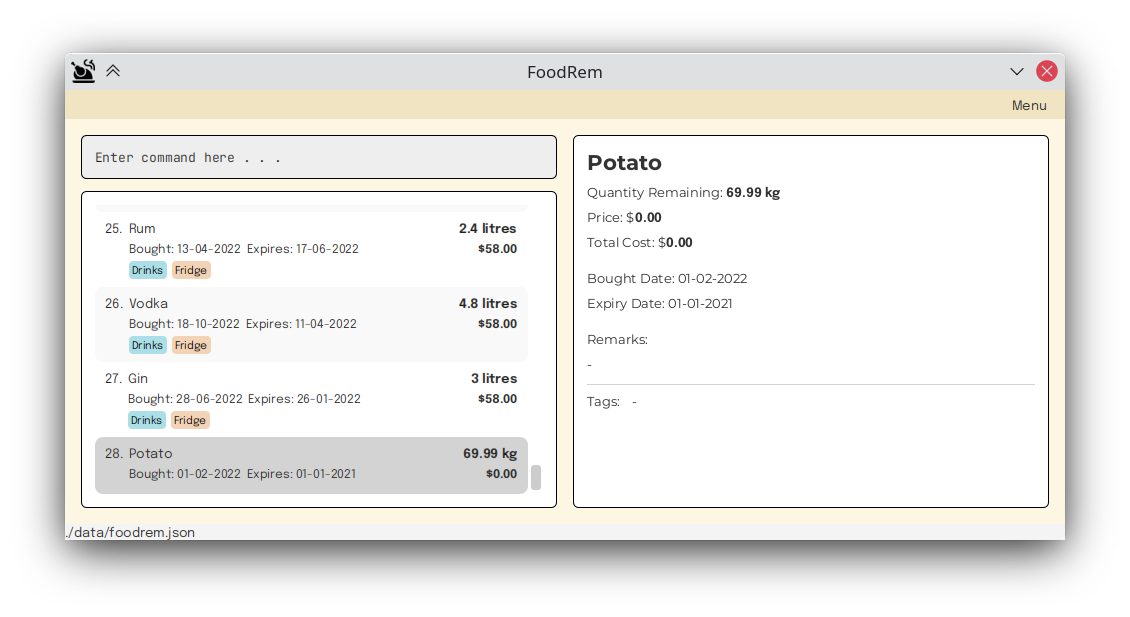 FoodRem
Menu
Enter command here . . .
25. Rum 2.4 litres
Bought: 13-04-2022 Expires: 17-06-2022 $58.00
Drinks Fridge
26. Vodka 4.8 litres
Bought: 18-10-2022 Expires: 11-04-2022 $58.00
Drinks Fridge
27. Gin 3 litres
Bought: 28-06-2022 Expires: 26-01-2022 $58.00
Drinks Fridge
28. Potato 69.99 kg
Bought: 01-02-2022 Expires: 01-01-2021 $0.00
Potato
Quantity Remaining: 69.99 kg
Price: $0.00
Total Cost: $0.00
Bought Date: 01-02-2022
Expiry Date: 01-01-2021
Remarks:
-
Tags: -
./data/foodrem.json